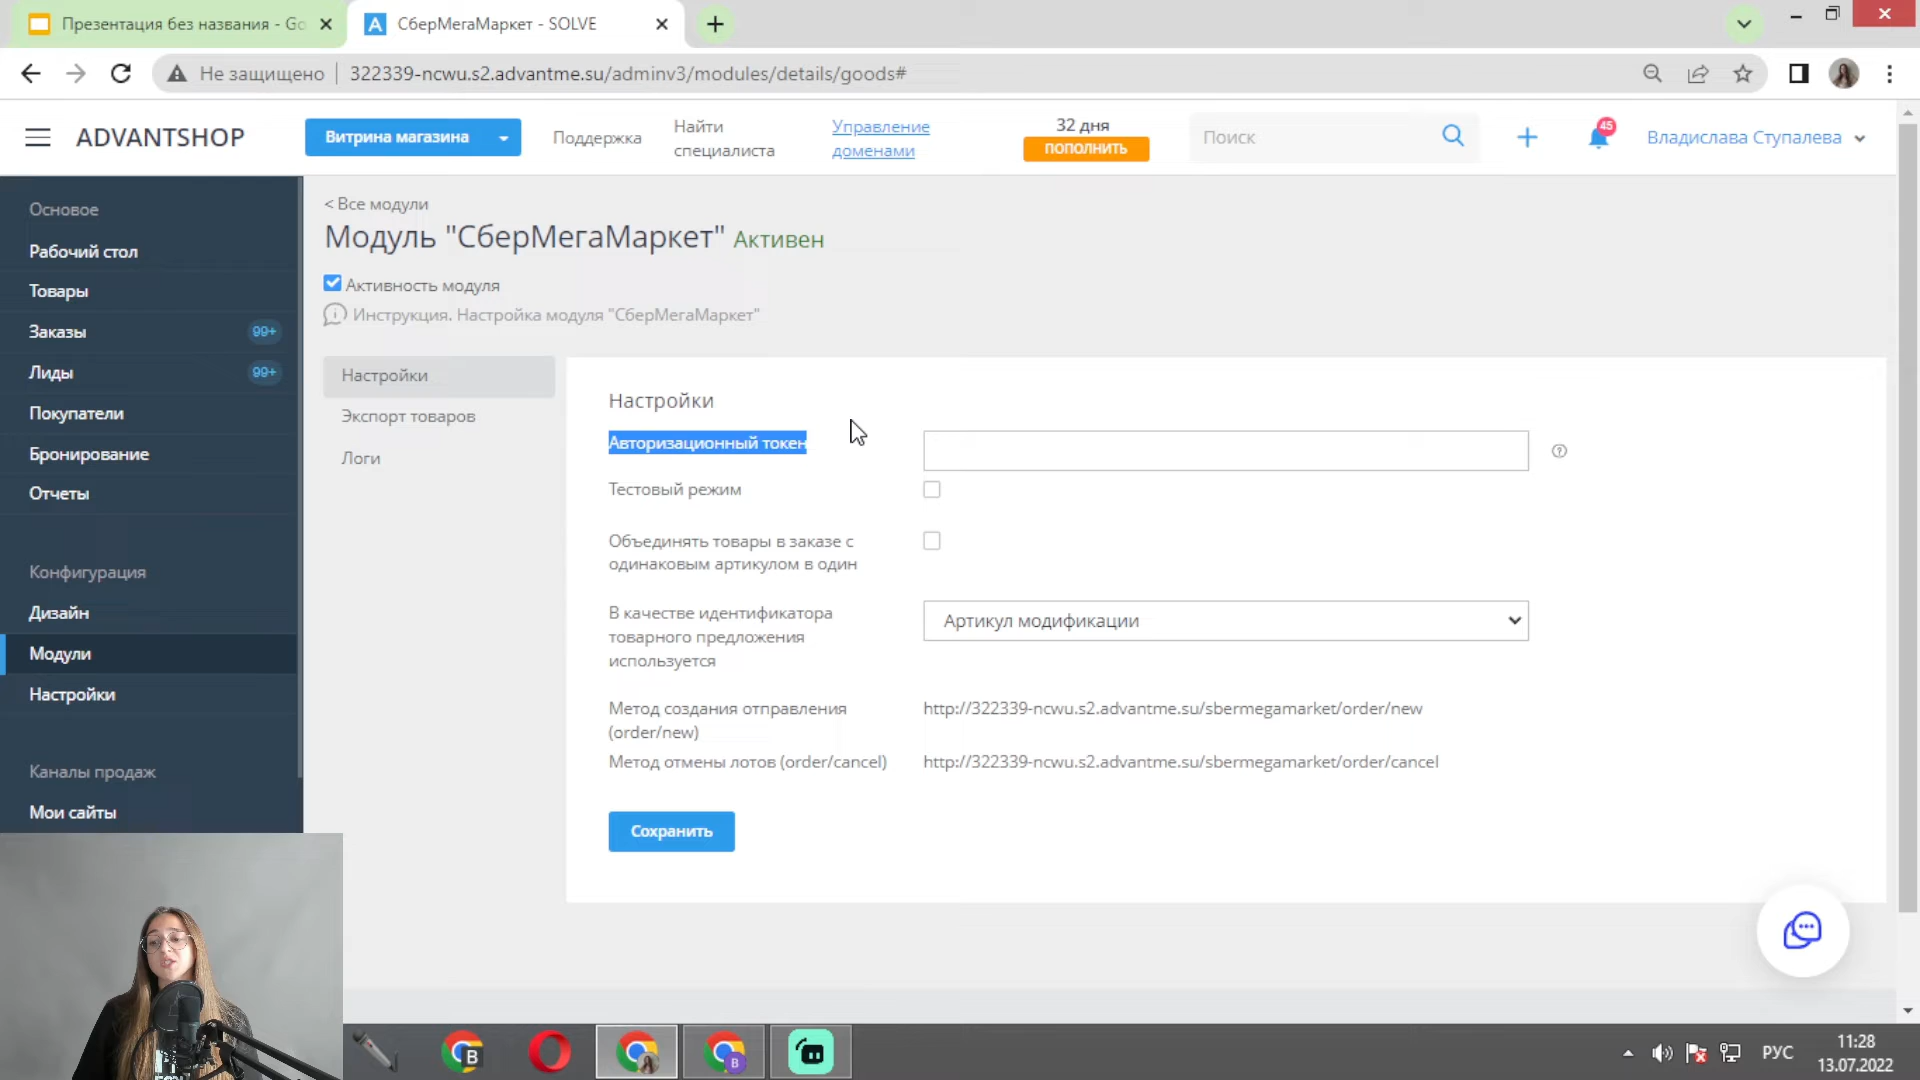 Презентация без названия - Go
СберМегаМаркет - SOLVE
Не защищено
322339-ncwu.s2.advantme.su/adminv3/modules/details/goods#
ADVANTSHOP
Витрина магазина
Поддержка
Найти
специалиста
Управление
доменами
32 дня
ПОПОЛНИТЬ
Поиск
45
Владислава Ступалева
Основое
Рабочий стол
Товары
Заказы 99+
Лиды 99+
Покупатели
Бронирование
Отчеты
Конфигурация
Дизайн
Модули
Настройки
Каналы продаж
Мои сайты
< Все модули
Модуль "СберМегаМаркет" Активен
Активность модуля
Инструкция. Настройка модуля "СберМегаМаркет"
Настройки
Экспорт товаров
Логи
Настройки
Авторизационный токен
Тестовый режим
Объединять товары в заказе с
одинаковым артикулом в один
В качестве идентификатора
товарного предложения
используется
Артикул модификации
Метод создания отправления
(order/new)
http://322339-ncwu.s2.advantme.su/sbermegamarket/order/new
Метод отмены лотов (order/cancel)
http://322339-ncwu.s2.advantme.su/sbermegamarket/order/cancel
Сохранить
B
B
РУС
11:28
13.07.2022